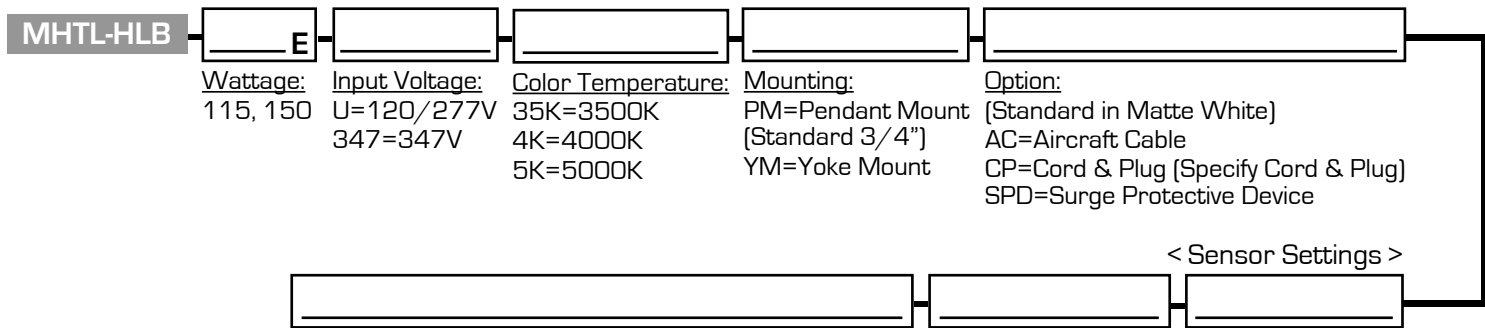 MHTL-HLB
E
Wattage:
115, 150
Input Voltage:
U=120/277V
347=347V
Color Temperature:
35K=3500K
4K=4000K
5K=5000K
Mounting:
PM=Pendant Mount
(Standard 3/4”)
YM=Yoke Mount
Option:
(Standard in Matte White)
AC=Aircraft Cable
CP=Cord & Plug (Specify Cord & Plug)
SPD=Surge Protective Device
< Sensor Settings >